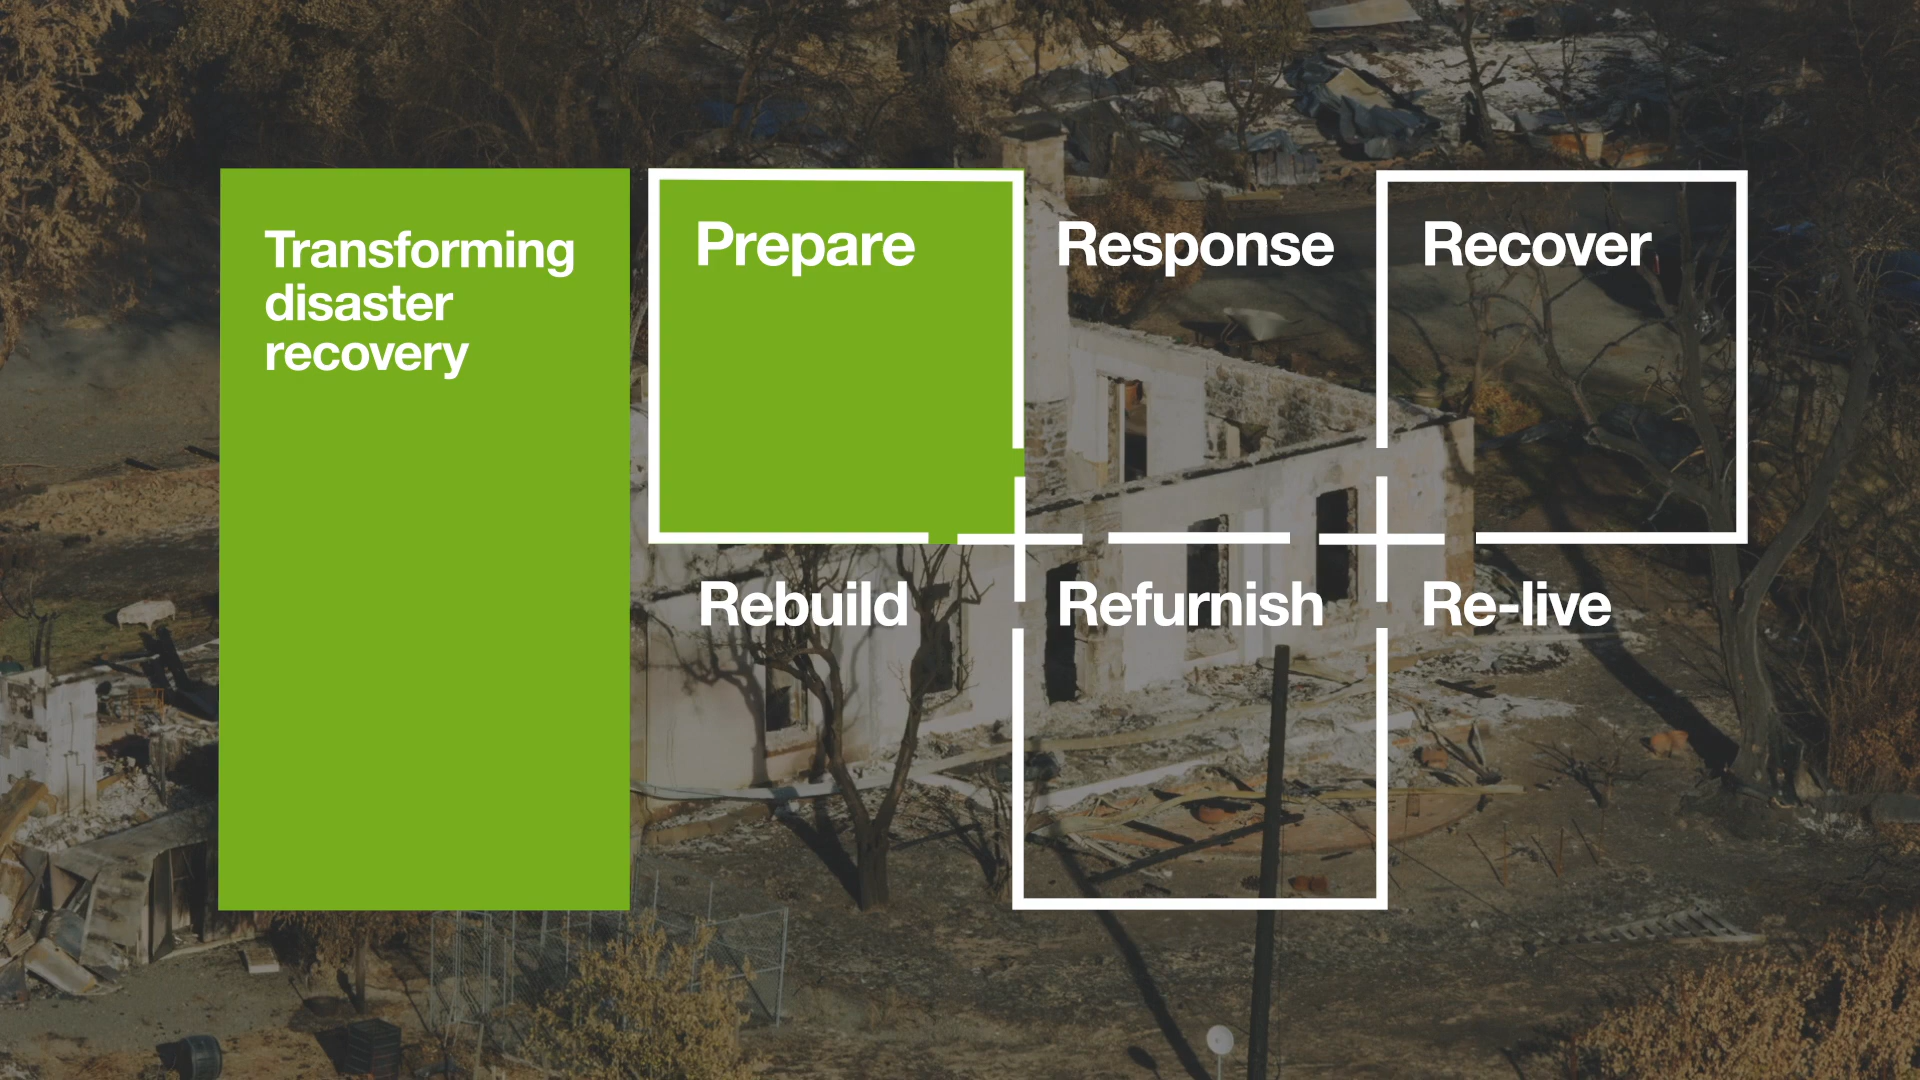 Transforming
disaster
recovery
Prepare
Response
Recover
Rebuild
Refurnish
Re-live